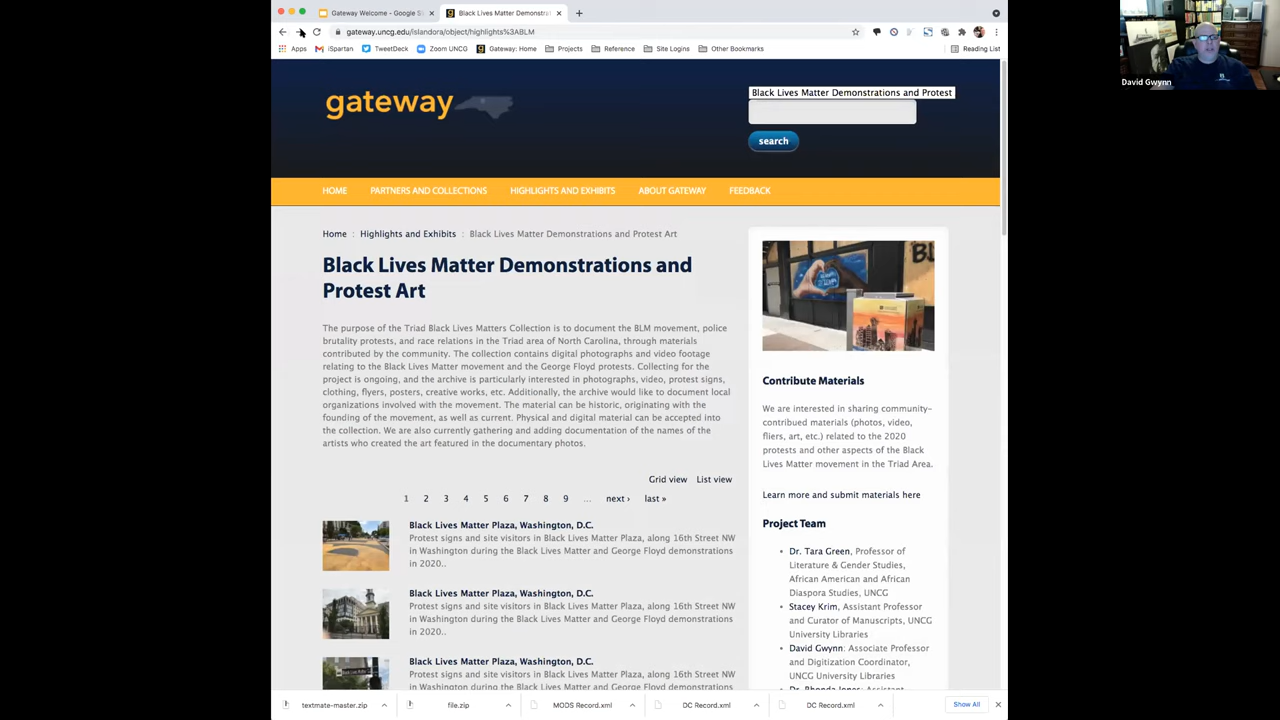 Gateway Welcome - Google S
Black Lives Matter Demonstrat
gateway.uncg.edu/islandora/object/highlights%3ABLM
Apps
iSpartan
TweetDeck
Zoom UNCG
Gateway: Home
Projects
Reference
Site Logins
Other Bookmarks
Reading List
David Gwynn
gateway
Black Lives Matter Demonstrations and Protest
search
HOME
PARTNERS AND COLLECTIONS
HIGHLIGHTS AND EXHIBITS
ABOUT GATEWAY
FEEDBACK
Home : Highlights and Exhibits : Black Lives Matter Demonstrations and Protest Art
Black Lives Matter Demonstrations and
Protest Art
The purpose of the Triad Black Lives Matters Collection is to document the BLM movement, police
brutality protests, and race relations in the Triad area of North Carolina, through materials
contributed by the community. The collection contains digital photographs and video footage
relating to the Black Lives Matter movement and the George Floyd protests. Collecting for the
project is ongoing, and the archive is particularly interested in photographs, video, protest signs,
clothing, flyers, posters, creative works, etc. Additionally, the archive would like to document local
organizations involved with the movement. The material can be historic, originating with the
founding of the movement, as well as current. Physical and digital material can be accepted into
the collection. We are also currently gathering and adding documentation of the names of the
artists who created the art featured in the documentary photos.
Grid view List view
1 2 3 4 5 6 7 8 9 ... next › last »
Black Lives Matter Plaza, Washington, D.C.
Protest signs and site visitors in Black Lives Matter Plaza, along 16th Street NW
in Washington during the Black Lives Matter and George Floyd demonstrations
in 2020..
Black Lives Matter Plaza, Washington, D.C.
Protest signs and site visitors in Black Lives Matter Plaza, along 16th Street NW
in Washington during the Black Lives Matter and George Floyd demonstrations
in 2020..
Black Lives Matter Plaza, Washington, D.C.
Protest signs and site visitors in Black Lives Matter Plaza, along 16th Street NW
in Washington during the Black Lives Matter and George Floyd demonstrations
BL
Contribute Materials
We are interested in sharing community-
contribued materials (photos, video,
fliers, art, etc.) related to the 2020
protests and other aspects of the Black
Lives Matter movement in the Triad Area.
Learn more and submit materials here
Project Team
• Dr. Tara Green, Professor of
Literature & Gender Studies,
African American and African
Diaspora Studies, UNCG
• Stacey Krim, Assistant Professor
and Curator of Manuscripts, UNCG
University Libraries
• David Gwynn: Associate Professor
and Digitization Coordinator,
UNCG University Libraries
• Dr. Rhonda Jones: Assistant
textmate-master.zip
file.zip
MODS Record.xml
DC Record.xml
DC Record.xml
Show All